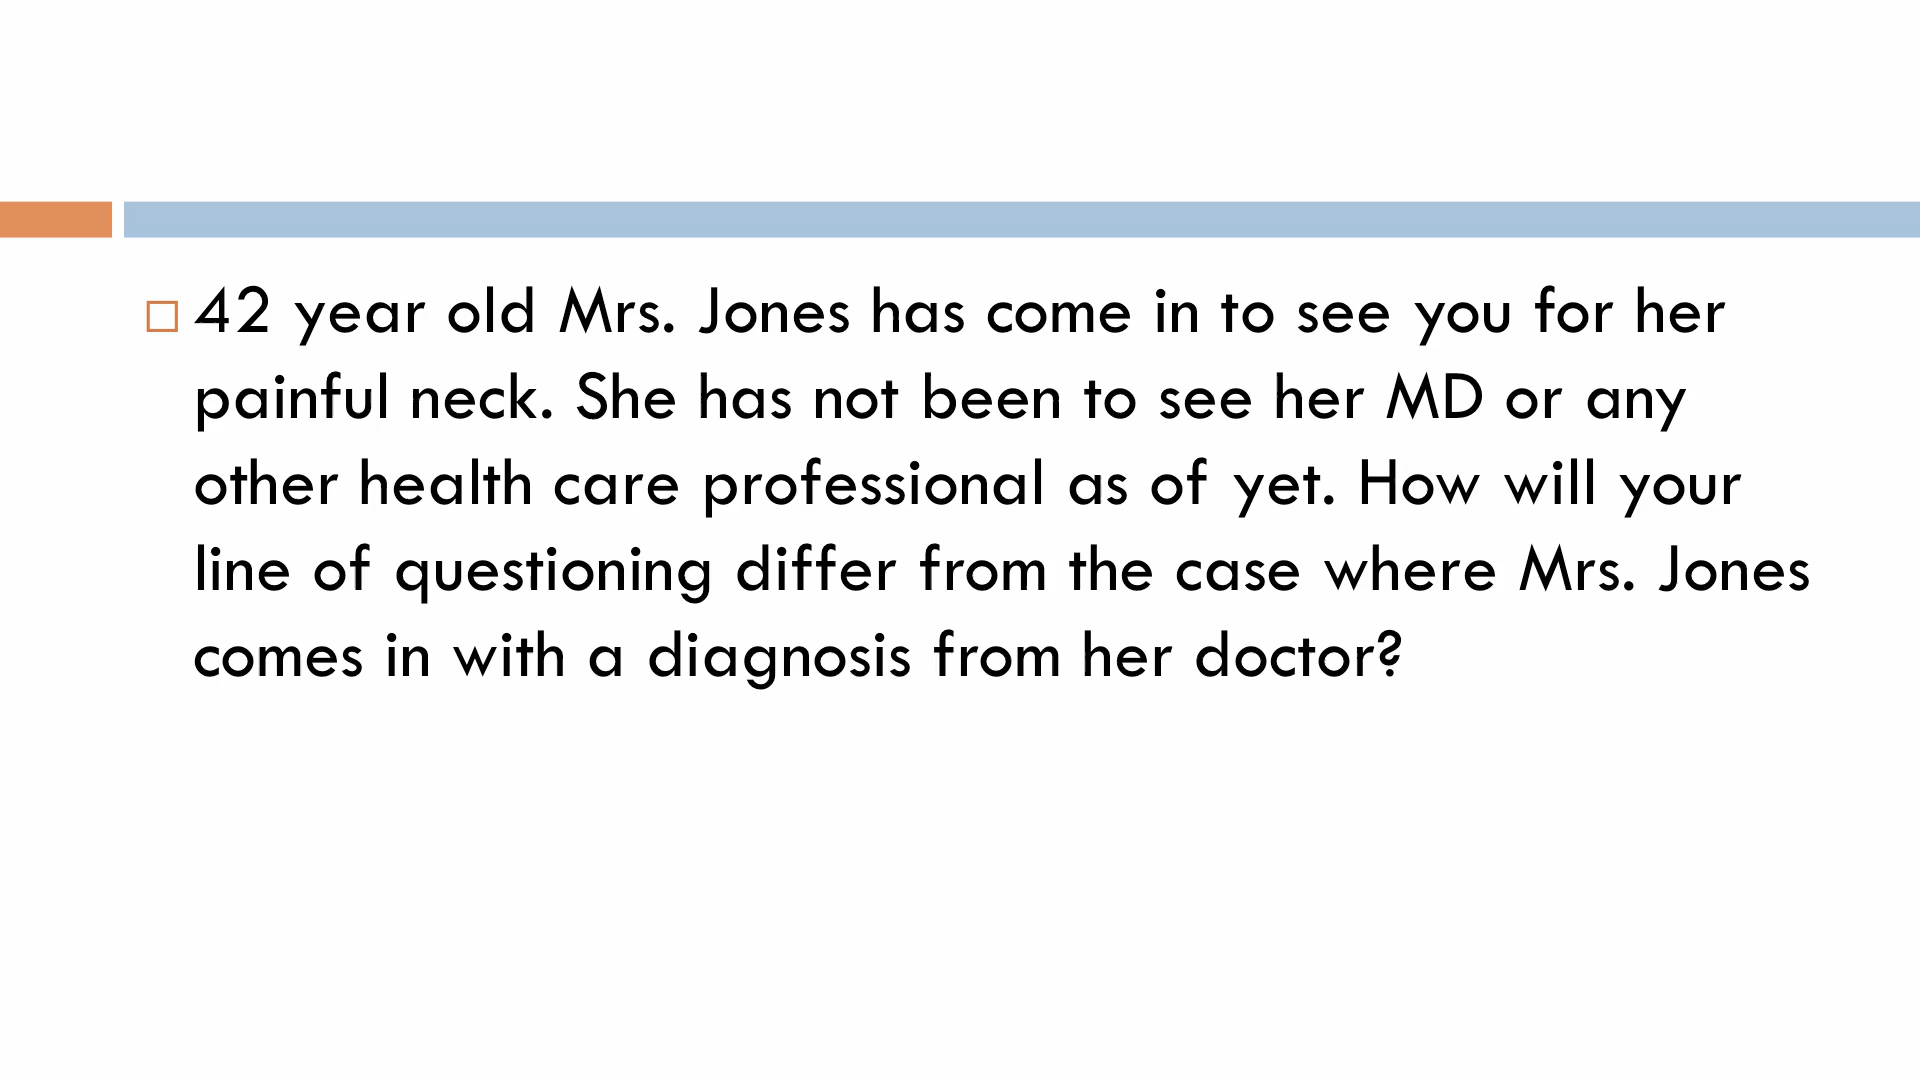 42 year old Mrs. Jones has come in to see you for her
painful neck. She has not been to see her MD or any
other health care professional as of yet. How will your
line of questioning differ from the case where Mrs. Jones
comes in with a diagnosis from her doctor?